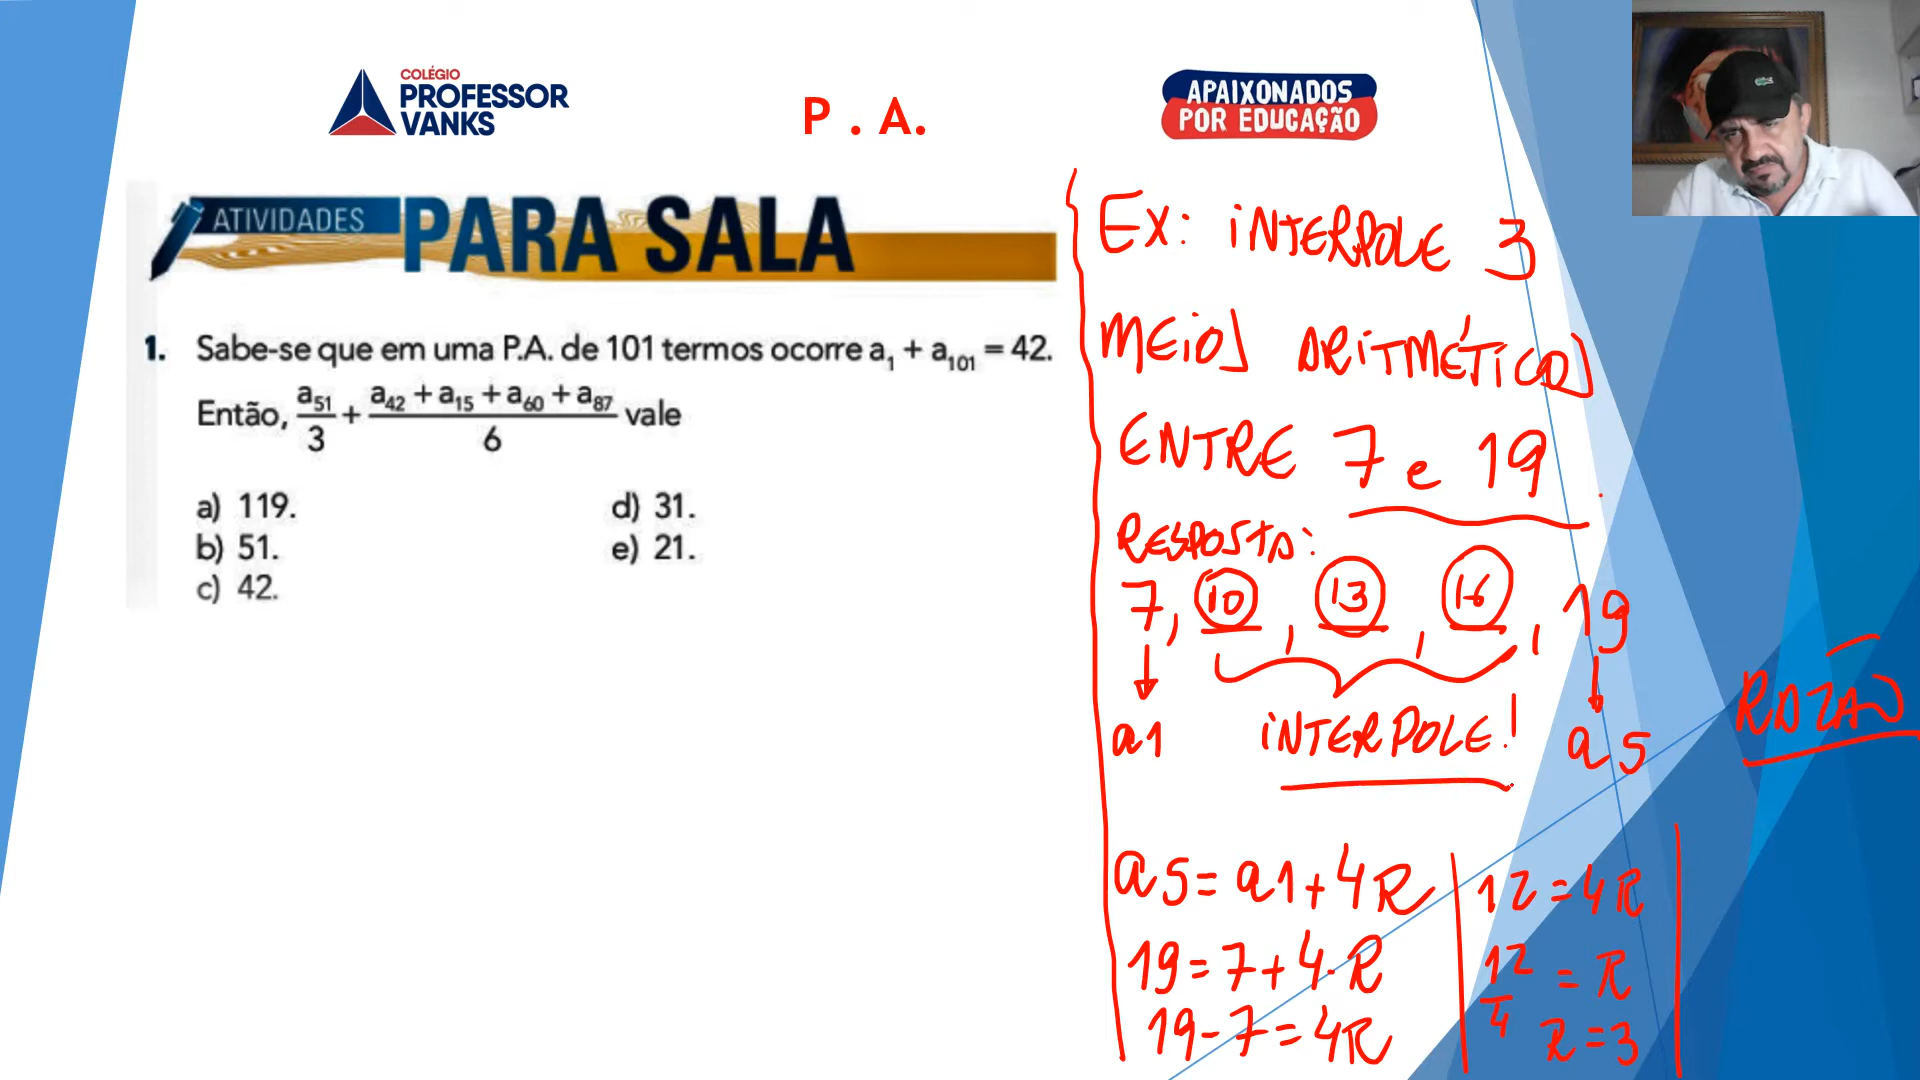 COLÉGIO
PROFESSOR
VANKS
P . A.
APAIXONADOS
POR EDUCAÇÃO
ATIVIDADES PARA SALA
1. Sabe-se que em uma P.A. de 101 termos ocorre a₁ + a₁₀₁ = 42.
Então, a₅₁/3 + (a₄₂ + a₁₅ + a₆₀ + a₈₇)/6 vale
a) 119.
b) 51.
c) 42.
d) 31.
e) 21.
EX: INTERPOLE 3
MEIOS ARITMÉTICOS
ENTRE 7 e 19.
RESPOSTA:
7, 10, 13, 16, 19
a1 INTERPOLE! a5
RAZÃO
a5 = a1 + 4R
19 = 7 + 4.R
19 - 7 = 4R
12 = 4R
12/4 = R
R = 3